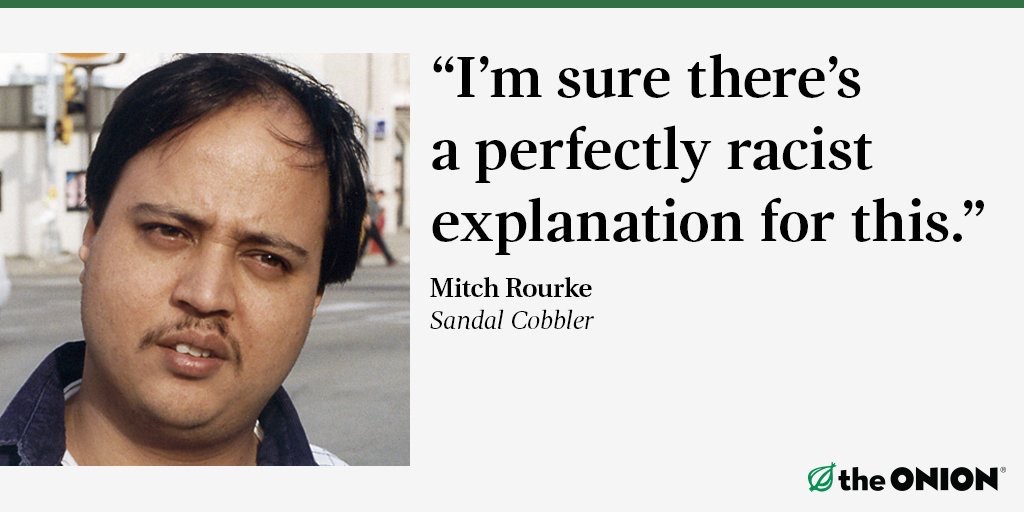 “I’m sure there’s
a perfectly racist
explanation for this.”
Mitch Rourke
Sandal Cobbler
the ONION®